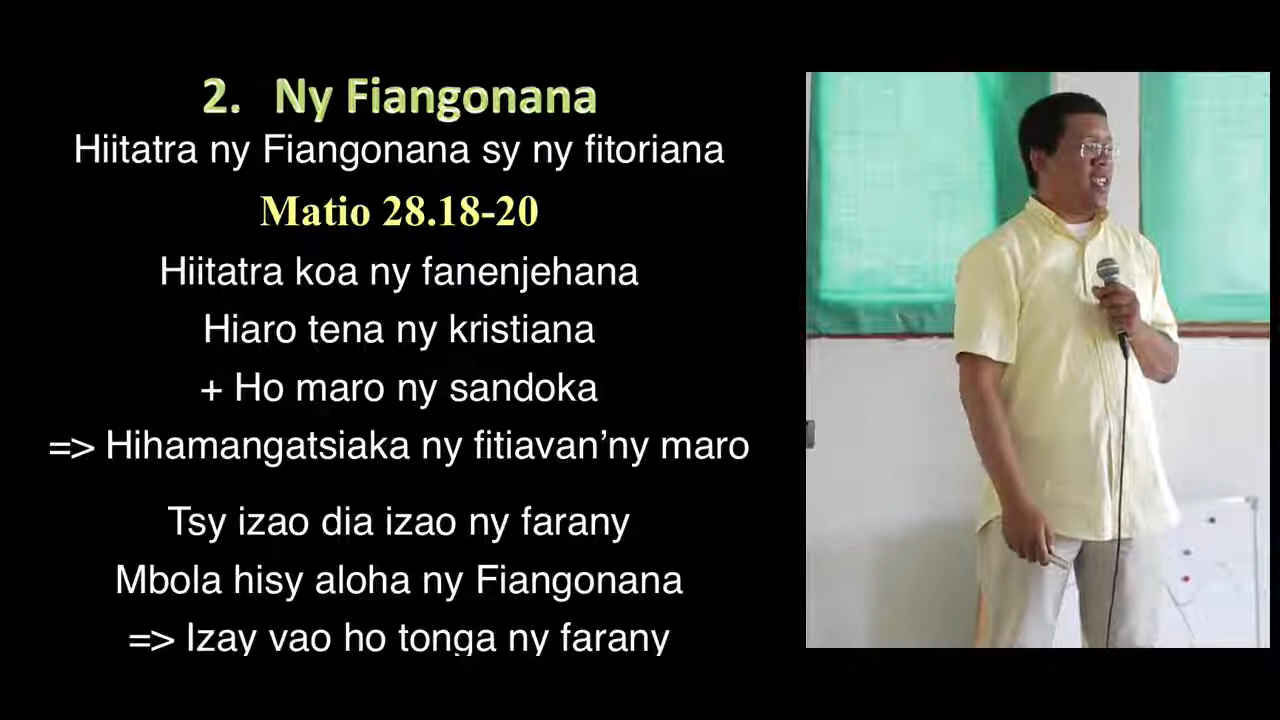 2. Ny Fiangonana
Hiitatra ny Fiangonana sy ny fitoriana
Matio 28.18-20
Hiitatra koa ny fanenjehana
Hiaro tena ny kristiana
+ Ho maro ny sandoka
=> Hihamangatsiaka ny fitiavan’ny maro
Tsy izao dia izao ny farany
Mbola hisy aloha ny Fiangonana
=> Izay vao ho tonga ny farany